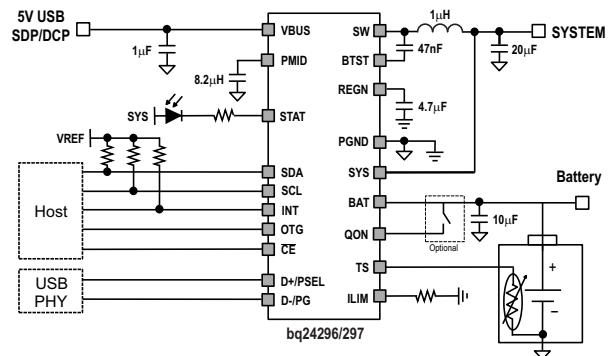 5V USB
SDP/DCP
1μF
VBUS
PMID
8.2μH
SYS
STAT
VREF
Host
SDA
SCL
INT
OTG
CE
USB
PHY
D+/PSEL
D-/PG
SW
1μH
SYSTEM
47nF
20μF
BTST
REGN
4.7μF
PGND
SYS
BAT
Battery
10μF
QON
Optional
TS
+
−
ILIM
bq24296/297